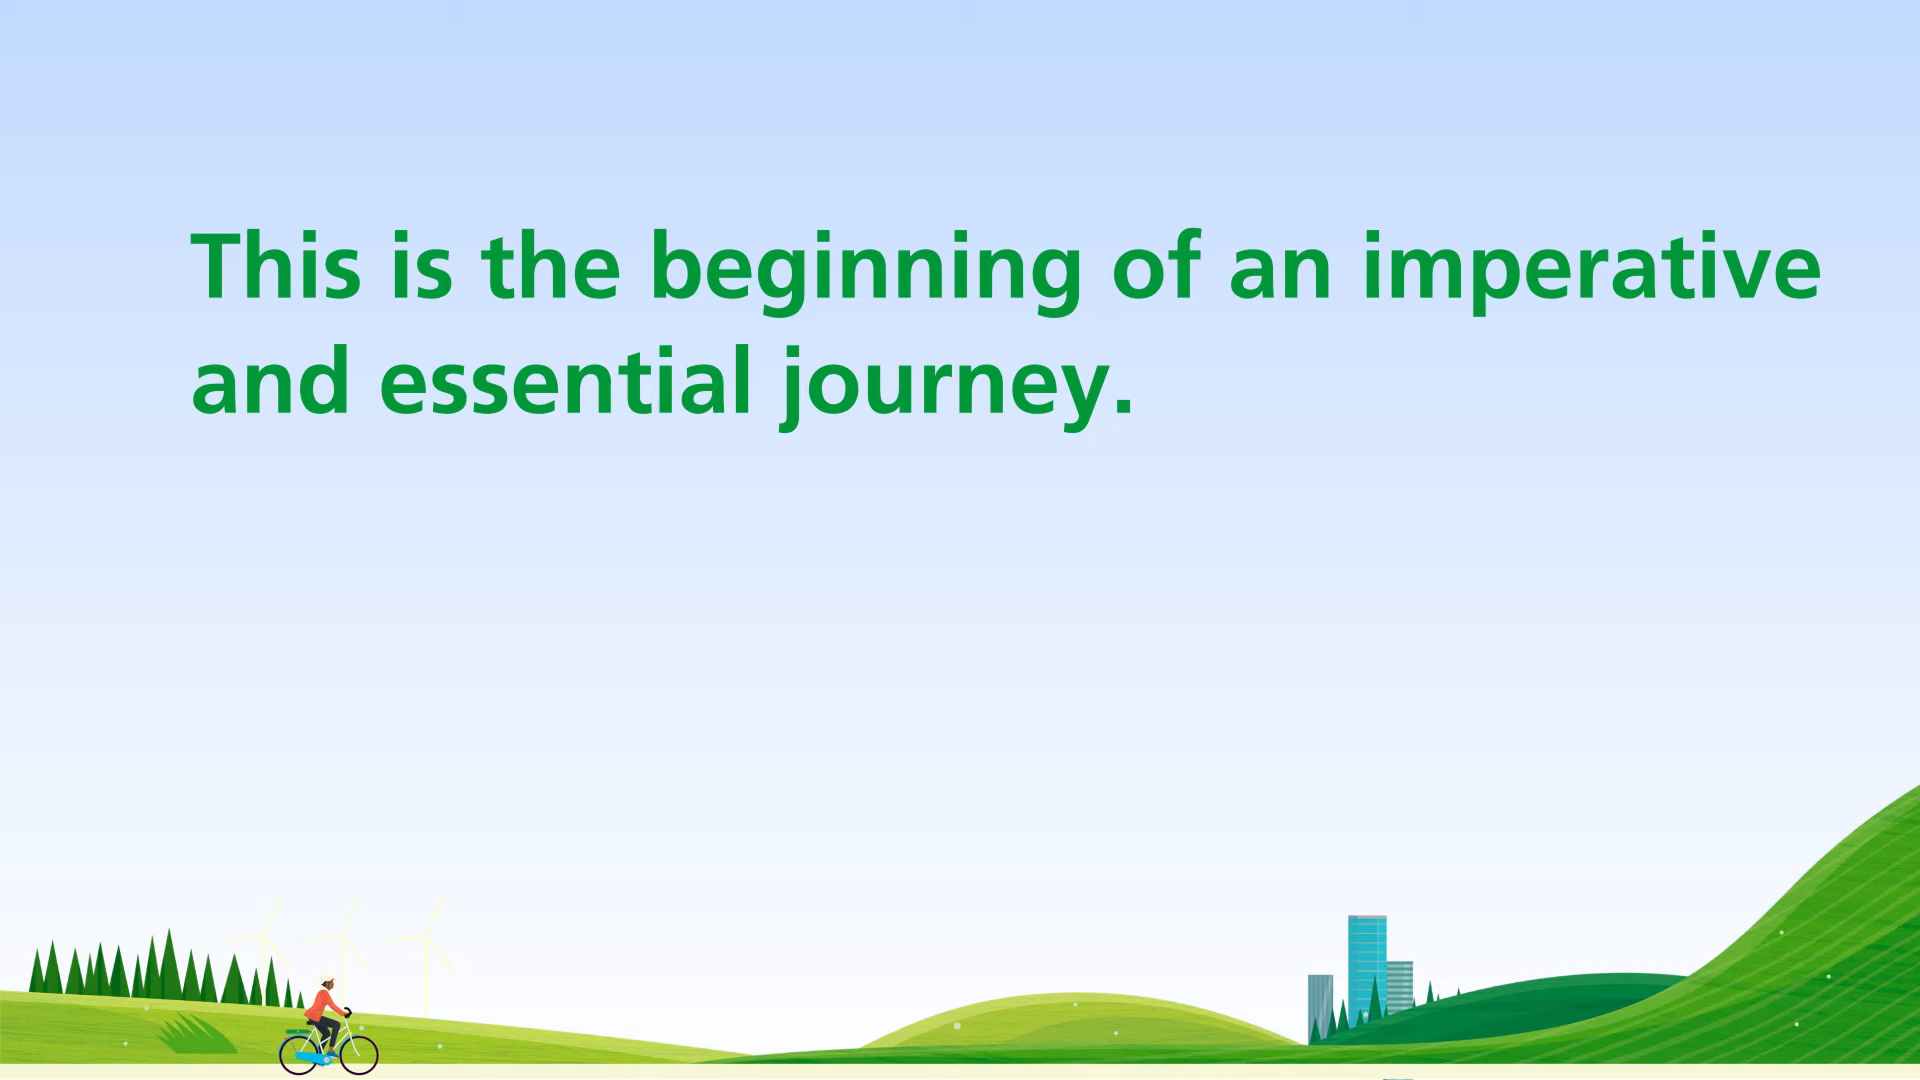 This is the beginning of an imperative
and essential journey.